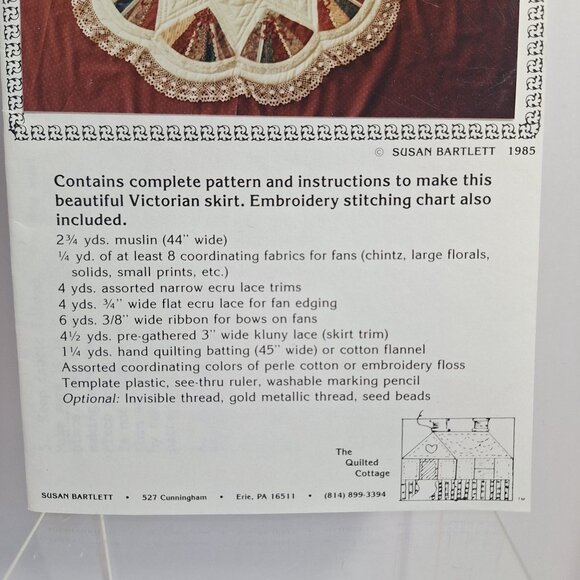 © SUSAN BARTLETT 1985
Contains complete pattern and instructions to make this
beautiful Victorian skirt. Embroidery stitching chart also
included.
2¾ yds. muslin (44" wide)
¼ yd. of at least 8 coordinating fabrics for fans (chintz, large florals,
solids, small prints, etc.)
4 yds. assorted narrow ecru lace trims
4 yds. ¾" wide flat ecru lace for fan edging
6 yds. 3/8" wide ribbon for bows on fans
4½ yds. pre-gathered 3" wide kluny lace (skirt trim)
1¼ yds. hand quilting batting (45" wide) or cotton flannel
Assorted coordinating colors of perle cotton or embroidery floss
Template plastic, see-thru ruler, washable marking pencil
Optional: Invisible thread, gold metallic thread, seed beads
The
Quilted
Cottage
™
SUSAN BARTLETT • 527 Cunningham • Erie, PA 16511 • (814) 899-3394